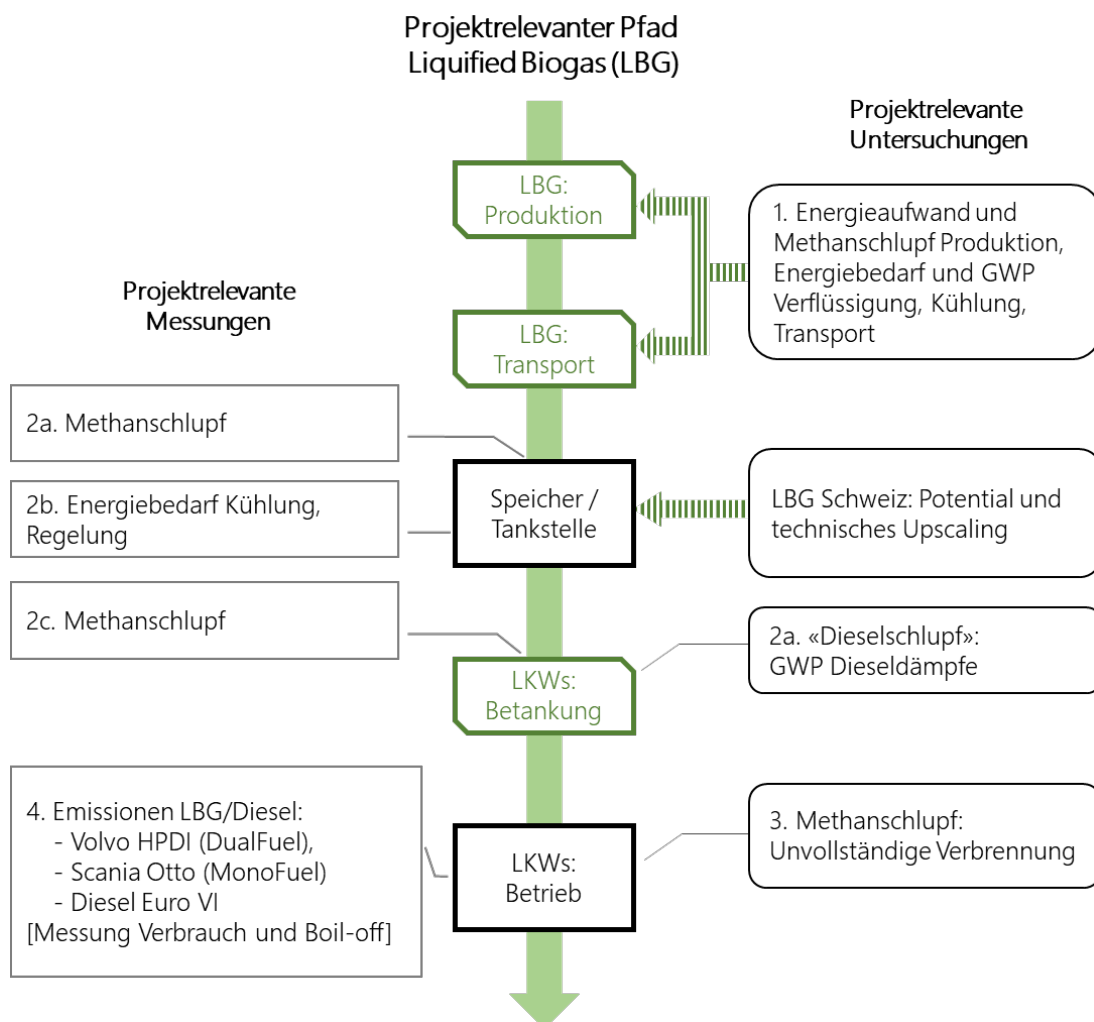 Projektrelevanter Pfad
Liquified Biogas (LBG)
Projektrelevante
Untersuchungen
LBG:
Produktion
1. Energieaufwand und
Methanschlupf Produktion,
Energiebedarf und GWP
Verflüssigung, Kühlung,
Transport
Projektrelevante
Messungen
LBG:
Transport
2a. Methanschlupf
2b. Energiebedarf Kühlung,
Regelung
Speicher /
Tankstelle
LBG Schweiz: Potential und
technisches Upscaling
2c. Methanschlupf
LKWs:
Betankung
2a. «Dieselschlupf»:
GWP Dieseldämpfe
4. Emissionen LBG/Diesel:
- Volvo HPDI (DualFuel),
- Scania Otto (MonoFuel)
- Diesel Euro VI
[Messung Verbrauch und Boil-off]
LKWs:
Betrieb
3. Methanschlupf:
Unvollständige Verbrennung